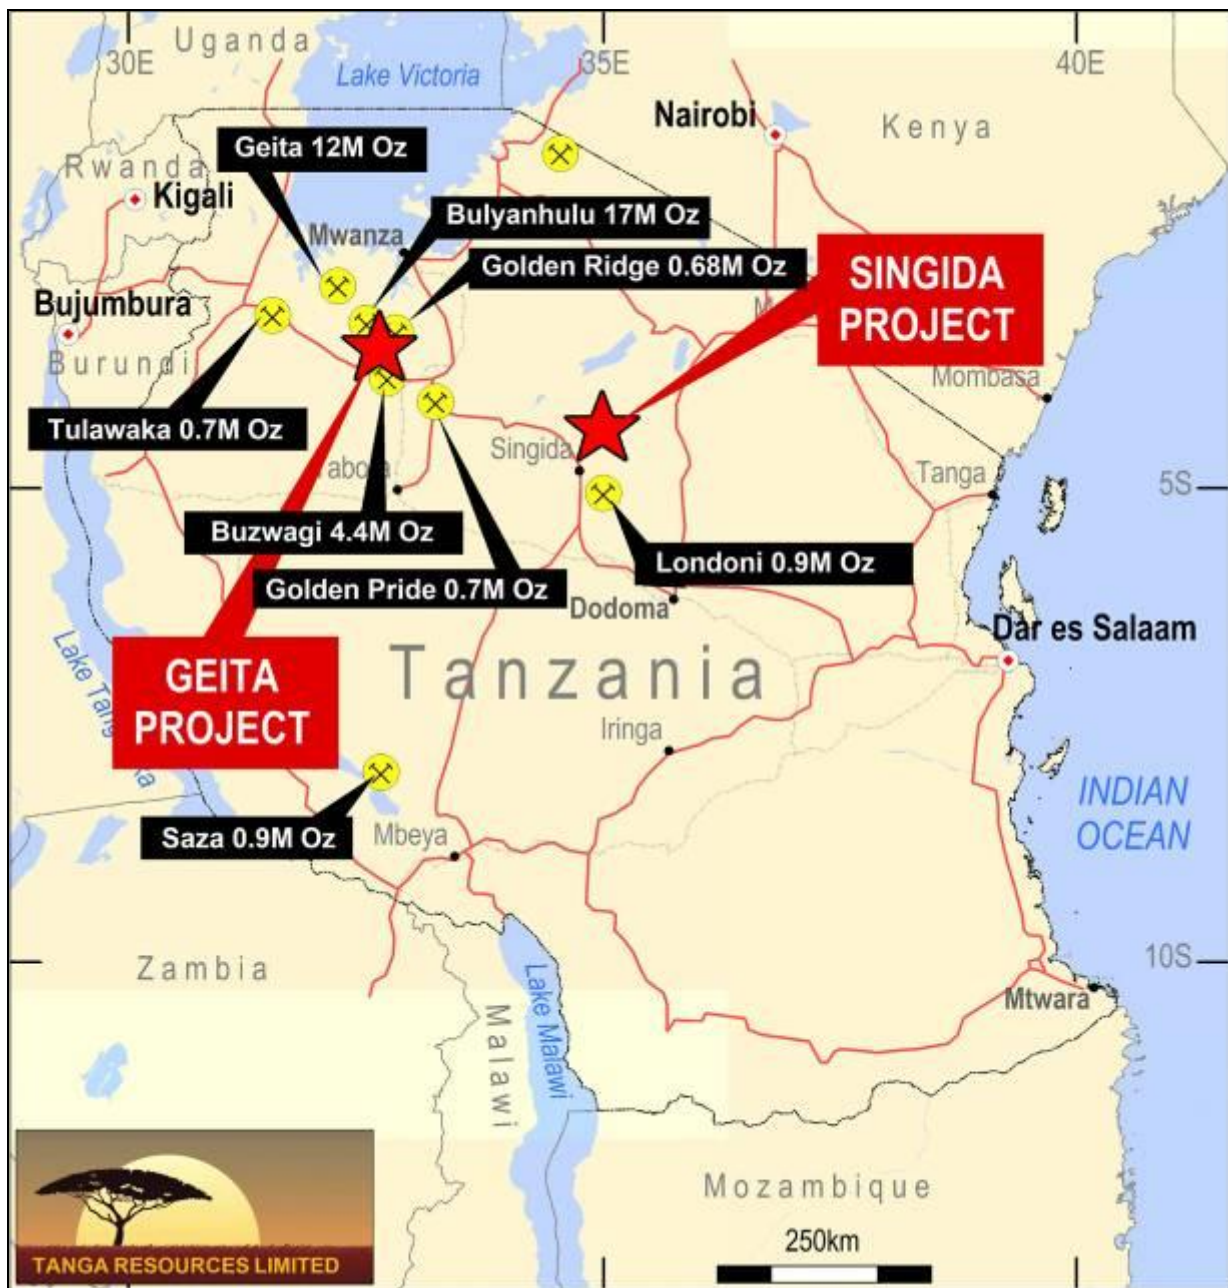 Uganda
30E
Lake Victoria
35E
40E
Nairobi
Kenya
Geita 12M Oz
Rwanda
Kigali
Bulyanhulu 17M Oz
Mwanza
Golden Ridge 0.68M Oz
SINGIDA
PROJECT
Bujumbura
Burundi
Mombasa
Tulawaka 0.7M Oz
Singida
Tanga
5S
Buzwagi 4.4M Oz
Londoni 0.9M Oz
Golden Pride 0.7M Oz
Dodoma
Dar es Salaam
GEITA
PROJECT
Tanzania
Lake
Iringa
INDIAN
OCEAN
Saza 0.9M Oz
Mbeya
Zambia
10S
Lake Malawi
Malawi
Mtwara
Mozambique
250km
TANGA RESOURCES LIMITED